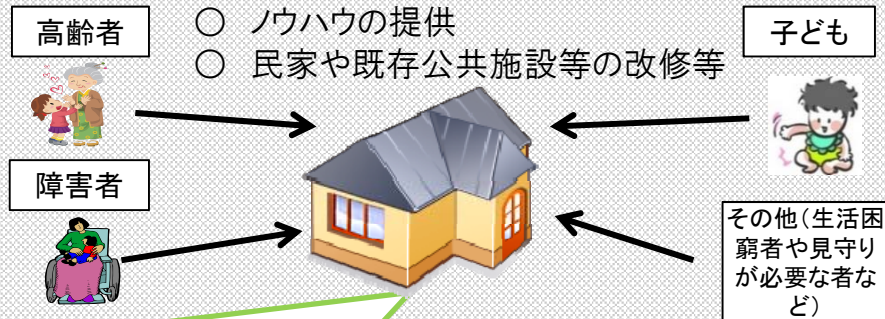 高齢者
○ ノウハウの提供
○ 民家や既存公共施設等の改修等
子ども
障害者
その他(生活困
窮者や見守り
が必要な者な
ど)